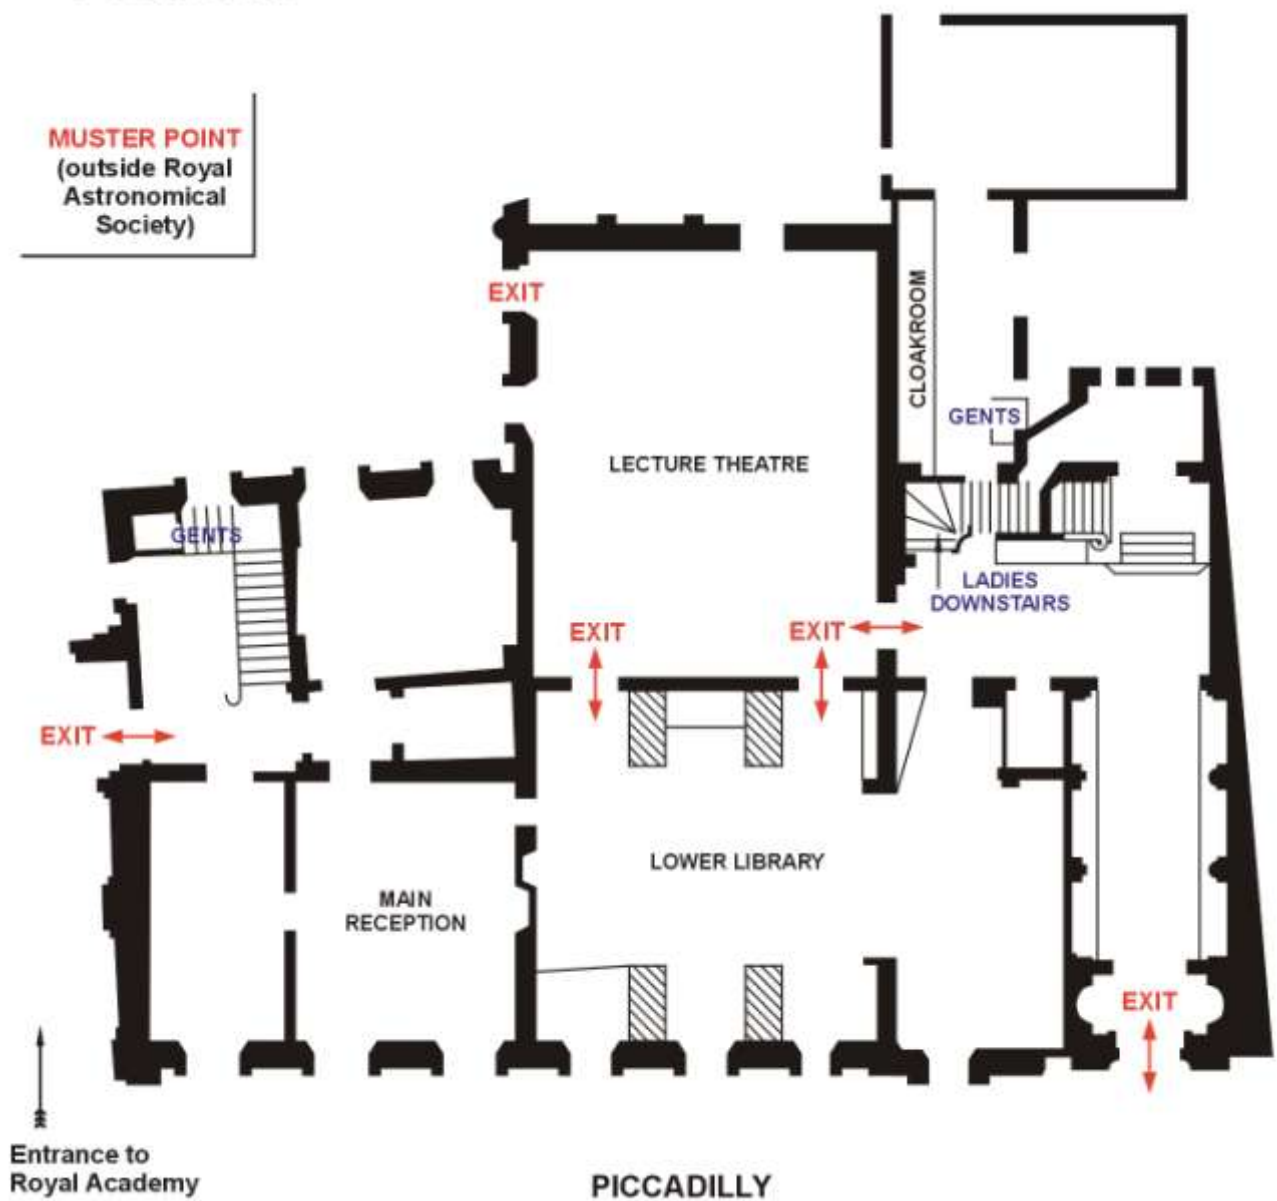 MUSTER POINT
(outside Royal
Astronomical
Society)
EXIT
CLOAKROOM
GENTS
LECTURE THEATRE
GENTS
LADIES
DOWNSTAIRS
EXIT
EXIT
EXIT
LOWER LIBRARY
MAIN
RECEPTION
EXIT
Entrance to
Royal Academy
PICCADILLY